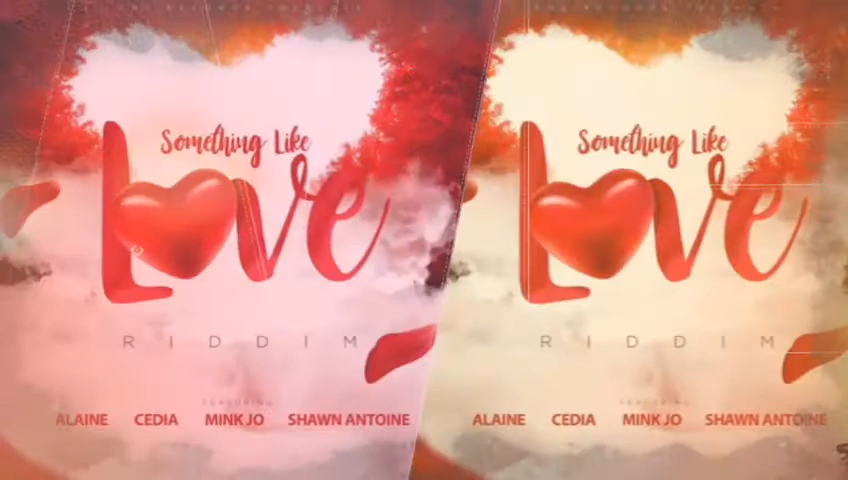 Something Like
Love
RIDDIM
FEATURING
ALAINE CEDIA MINK JO SHAWN ANTOINE
Something Like
Love
RIDDIM
FEATURING
ALAINE CEDIA MINK JO SHAWN ANTOINE